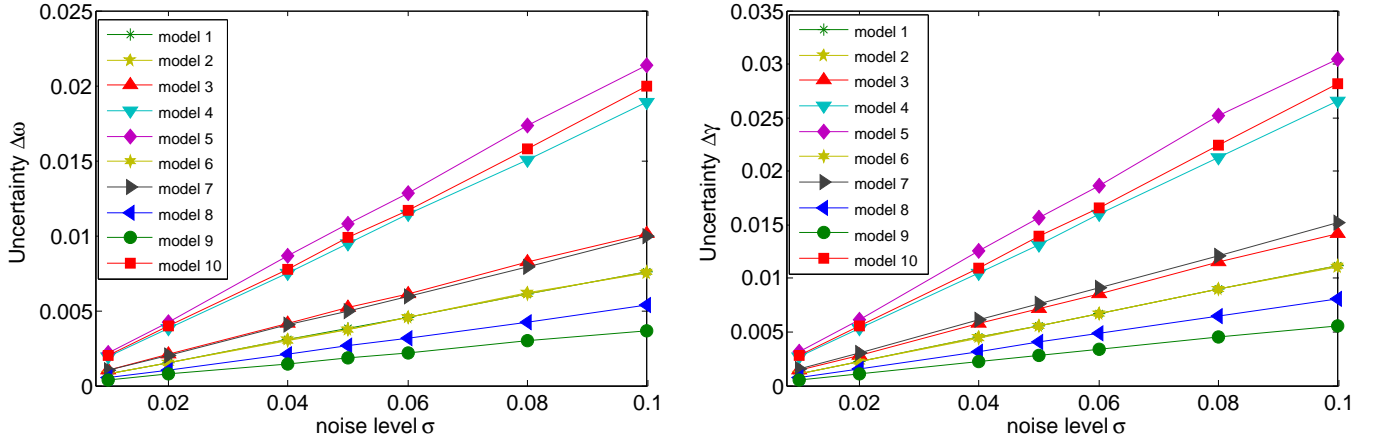 0.025
0.02
0.015
0.01
0.005
0
Uncertainty Δω
model 1
model 2
model 3
model 4
model 5
model 6
model 7
model 8
model 9
model 10
0.02 0.04 0.06 0.08 0.1
noise level σ
0.035
0.03
0.025
0.02
0.015
0.01
0.005
0
Uncertainty Δγ
model 1
model 2
model 3
model 4
model 5
model 6
model 7
model 8
model 9
model 10
0.02 0.04 0.06 0.08 0.1
noise level σ